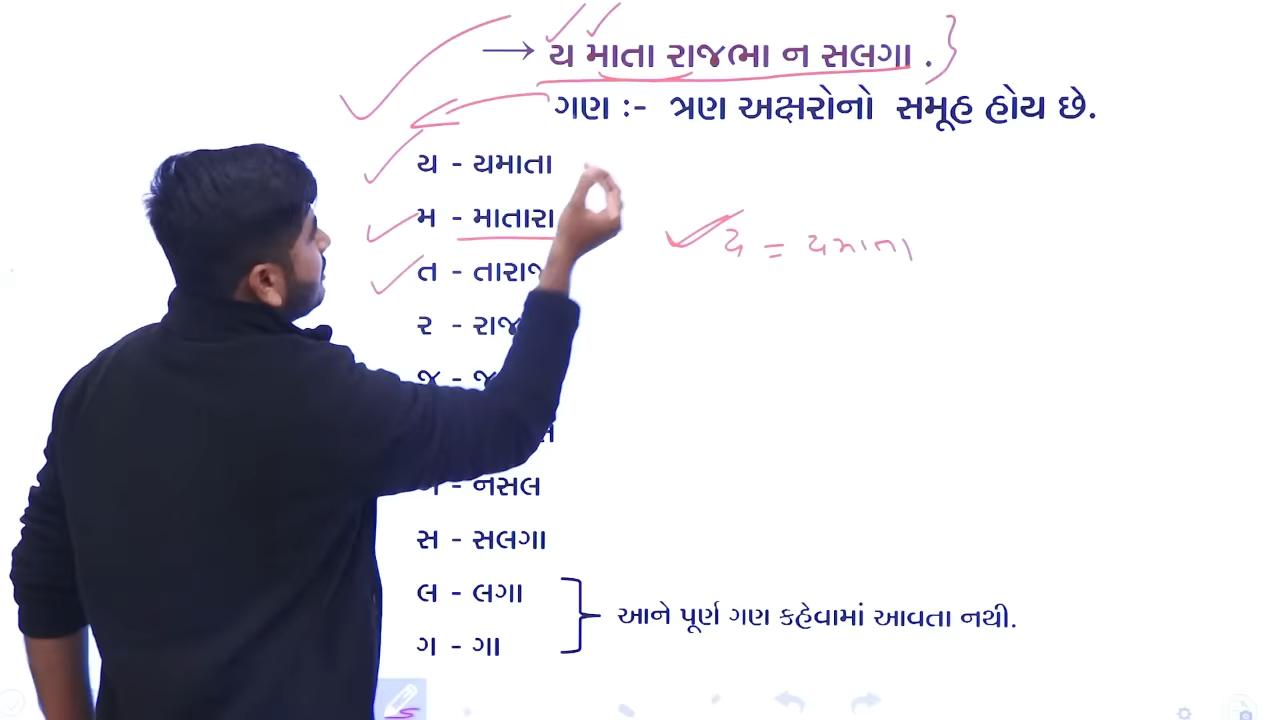 → ય માતા રાજભા ન સલગા .
ગણ :- ત્રણ અક્ષરોનો સમૂહ હોય છે.
ય - યમાતા
મ - માતારા
ત - તારાજ
ય = યમાતા
ર -
જ -
- નસલ
સ - સલગા
લ - લગા
આને પૂર્ણ ગણ કહેવામાં આવતા નથી.
ગ - ગા